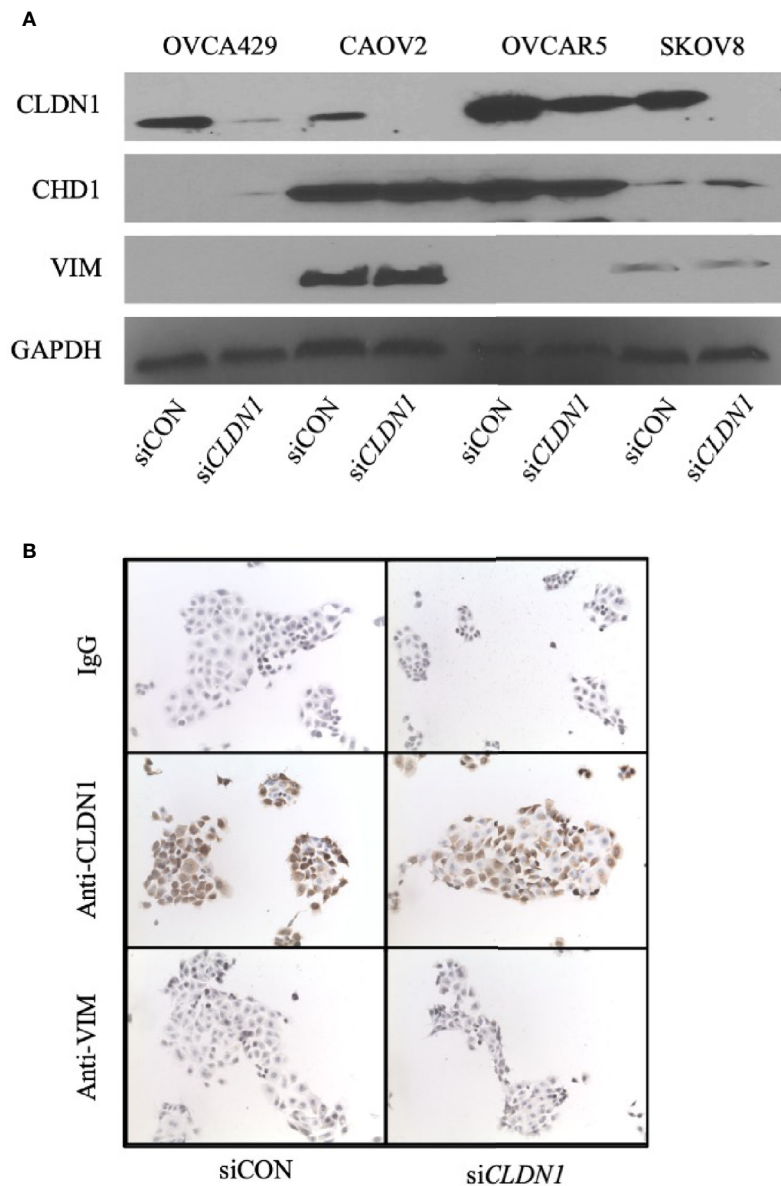 A
OVCA429 CAOV2 OVCAR5 SKOV8
CLDN1
CHD1
VIM
GAPDH
siCON siCLDN1 siCON siCLDN1 siCON siCLDN1 siCON siCLDN1
B
IgG
Anti-CLDN1
Anti-VIM
siCON siCLDN1